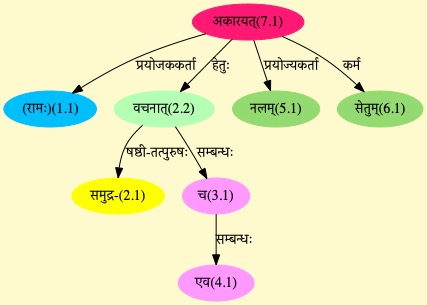 अकारयत्(7.1)
प्रयोजककर्ता हेतुः प्रयोज्यकर्ता कर्म
(रामः)(1.1) वचनात्(2.2) नलम्(5.1) सेतुम्(6.1)
षष्ठी-तत्पुरुषः सम्बन्धः
समुद्र-(2.1) च(3.1)
सम्बन्धः
एव(4.1)